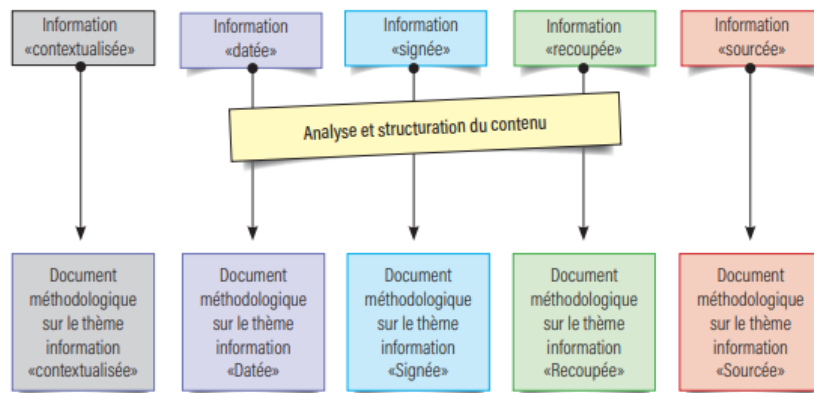 Information
«contextualisée»
Information
«datée»
Information
«signée»
Information
«recoupée»
Information
«sourcée»
Analyse et structuration du contenu
Document
méthodologique
sur le thème
information
«contextualisée»
Document
méthodologique
sur le thème
information
«Datée»
Document
méthodologique
sur le thème
information
«Signée»
Document
méthodologique
sur le thème
information
«Recoupée»
Document
méthodologique
sur le thème
information
«Sourcée»